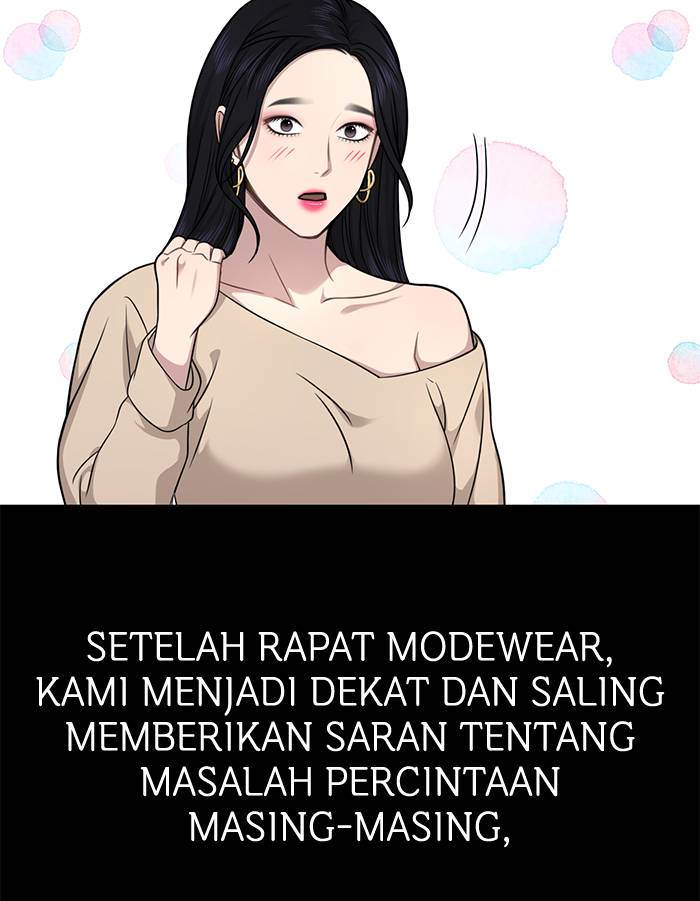 SETELAH RAPAT MODEWEAR,
KAMI MENJADI DEKAT DAN SALING
MEMBERIKAN SARAN TENTANG
MASALAH PERCINTAAN
MASING-MASING,